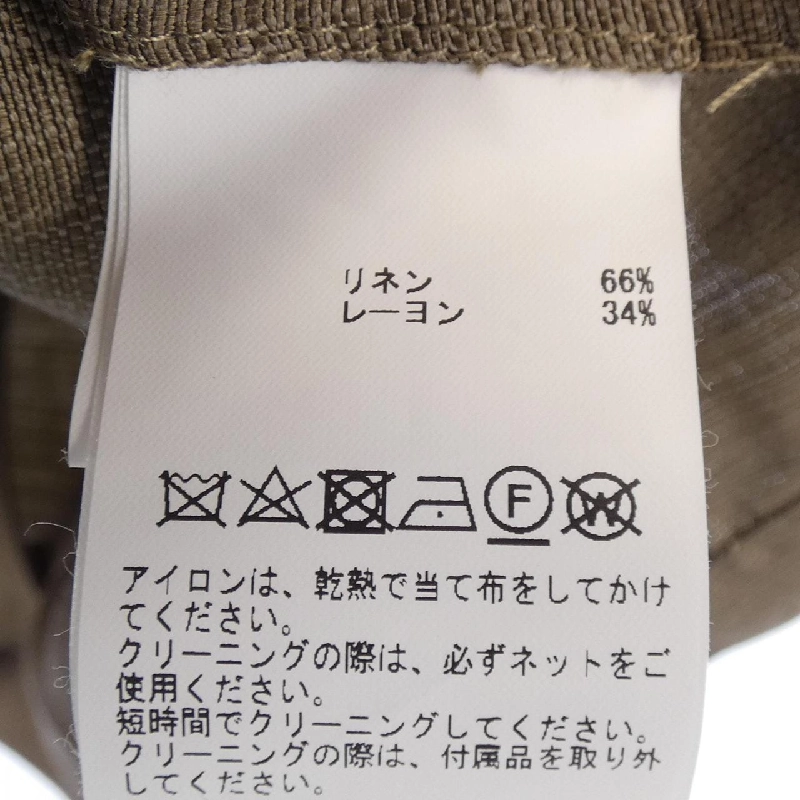 リネン 66%
レーヨン 34%
F W
アイロンは、乾熱で当て布をしてかけ
てください。
クリーニングの際は、必ずネットをご
使用ください。
短時間でクリーニングしてください。
クリーニングの際は、付属品を取り外
してください。